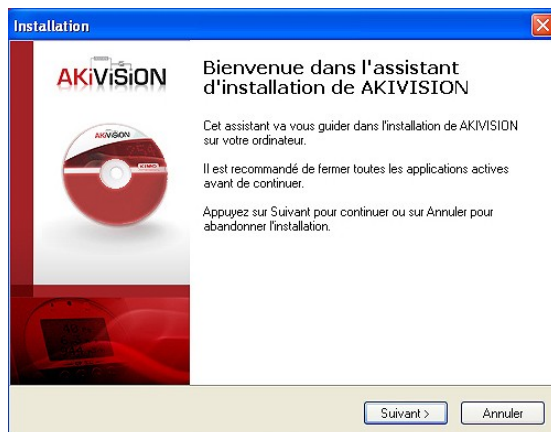 Installation
AKiViSiON
Bienvenue dans l'assistant
d'installation de AKIVISION
Cet assistant va vous guider dans l'installation de AKIVISION
sur votre ordinateur.
Il est recommandé de fermer toutes les applications actives
avant de continuer.
Appuyez sur Suivant pour continuer ou sur Annuler pour
abandonner l'installation.
AKiViSiON
Suivant >
Annuler